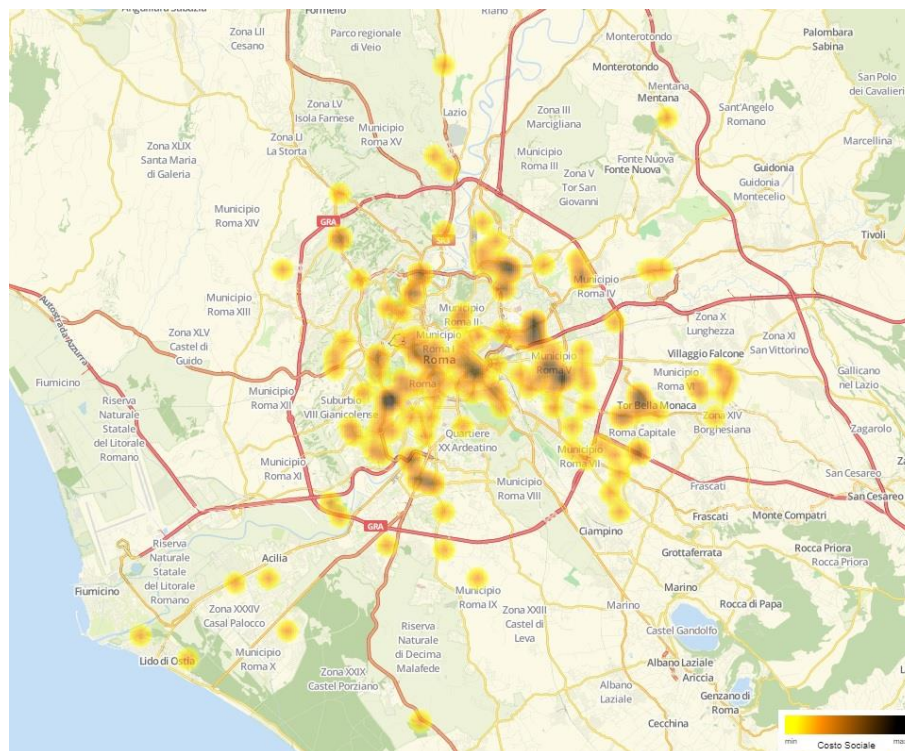 Anguillara Sabazia
Formello
Riano
Zona LII
Cesano
Parco regionale
di Veio
Monterotondo
Palombara
Sabina
Monterotondo
Mentana
Mentana
San Polo
dei Cavalieri
Lazio
Zona LV
Isola Farnese
Zona III
Marcigliana
Sant'Angelo
Romano
Municipio
Roma XV
Zona LI
La Storta
Zona XLIX
Santa Maria
di Galeria
Municipio
Roma III
Marcellina
Fonte Nuova
Fonte Nuova
Zona V
Tor San
Giovanni
Guidonia
Guidonia
Montecelio
Municipio
Roma XIV
GRA
Tivoli
Municipio
Roma IV
Municipio
Roma XIII
Autostrada Azzurra
Municipio
Roma II
Zona X
Lunghezza
Zona XLV
Castel di
Guido
Municipio
Roma I
Roma
Zona XI
San Vittorino
Villaggio Falcone
Municipio
Roma V
Fiumicino
Municipio
Roma VI
Gallicano
nel Lazio
Riserva
Naturale
Statale
del Litorale
Romano
Municipio
Roma XII
Suburbio
VIII Gianicolense
Tor Bella Monaca
Zona XIV
Borghesiana
Roma Capitale
Zagarolo
Quartiere
XX Ardeatino
Municipio
Roma VII
Municipio
Roma XI
San Cesareo
San Cesareo
Municipio
Roma VIII
Frascati
Frascati
Monte Compatri
GRA
Ciampino
Riserva
Naturale
Statale
del Litorale
Romano
Acilia
Grottaferrata
Rocca Priora
Rocca Priora
Fiumicino
Zona XXXIV
Casal Palocco
Municipio
Roma IX
Marino
Marino
Rocca di Papa
Zona XXIII
Castel di
Leva
Riserva
Naturale
di Decima
Malafede
Castel Gandolfo
Lido di Ostia
Municipio
Roma X
Albano Laziale
Ariccia
Zona XXIX
Castel Porziano
Albano
Laziale
Genzano di
Roma
Cecchina
min
Costo Sociale